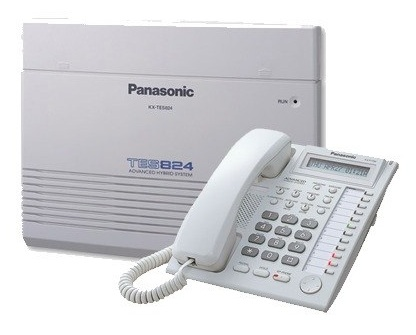 Panasonic
KX-TES824
RUN
TES824
ADVANCED HYBRID SYSTEM
Panasonic